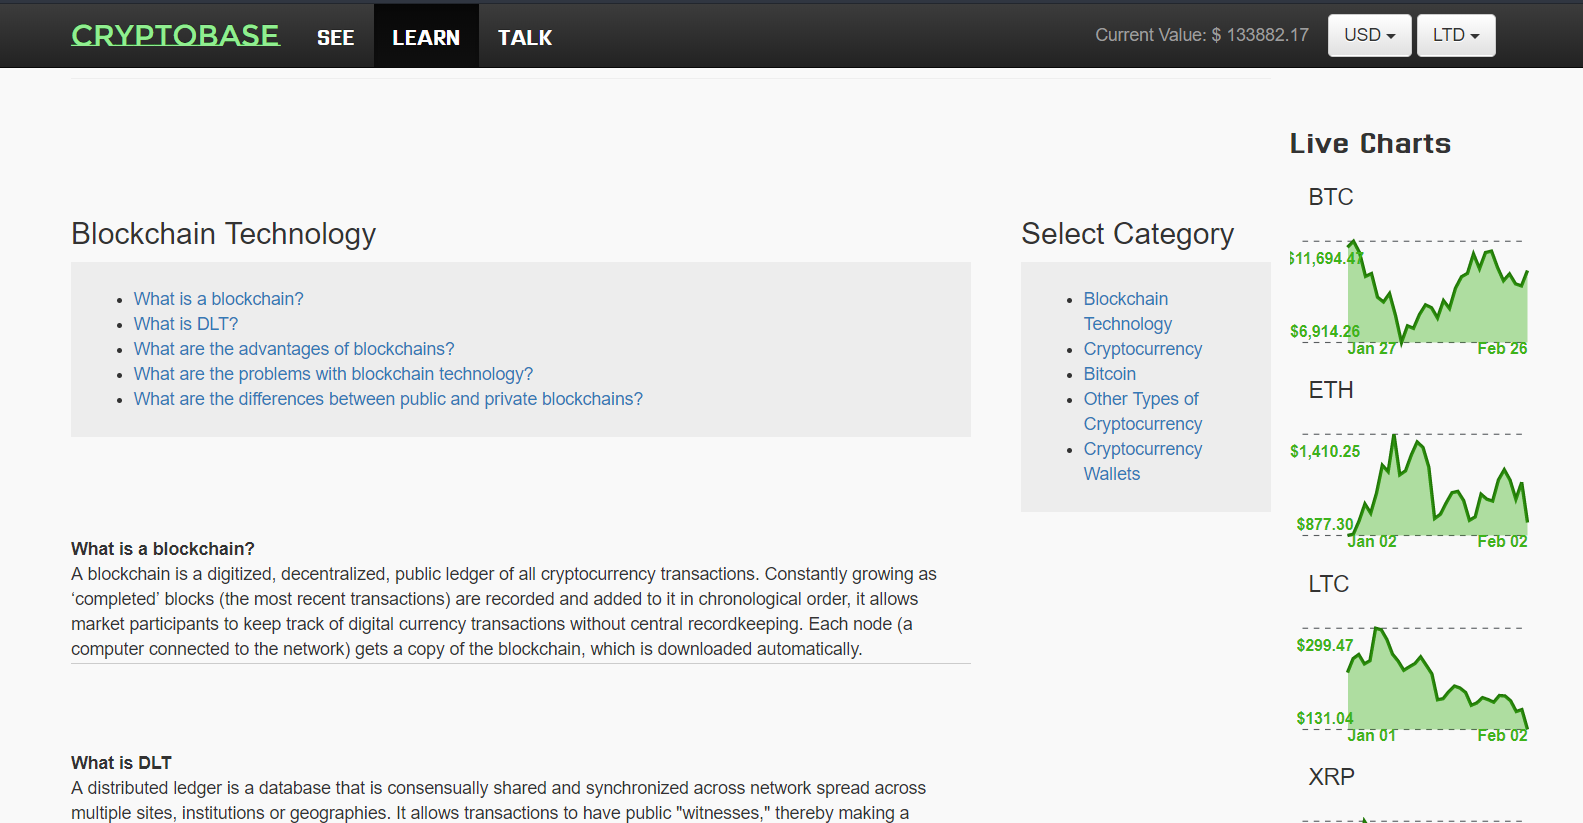 CRYPTOBASE SEE LEARN TALK Current Value: $ 133882.17 USD LTD
Blockchain Technology
What is a blockchain?
What is DLT?
What are the advantages of blockchains?
What are the problems with blockchain technology?
What are the differences between public and private blockchains?
What is a blockchain?
A blockchain is a digitized, decentralized, public ledger of all cryptocurrency transactions. Constantly growing as
‘completed’ blocks (the most recent transactions) are recorded and added to it in chronological order, it allows
market participants to keep track of digital currency transactions without central recordkeeping. Each node (a
computer connected to the network) gets a copy of the blockchain, which is downloaded automatically.
What is DLT
A distributed ledger is a database that is consensually shared and synchronized across network spread across
multiple sites, institutions or geographies. It allows transactions to have public "witnesses," thereby making a
Select Category
Blockchain
Technology
Cryptocurrency
Bitcoin
Other Types of
Cryptocurrency
Cryptocurrency
Wallets
Live Charts
BTC
$11,694.47
$6,914.26
Jan 27 Feb 26
ETH
$1,410.25
$877.30
Jan 02 Feb 02
LTC
$299.47
$131.04
Jan 01 Feb 02
XRP